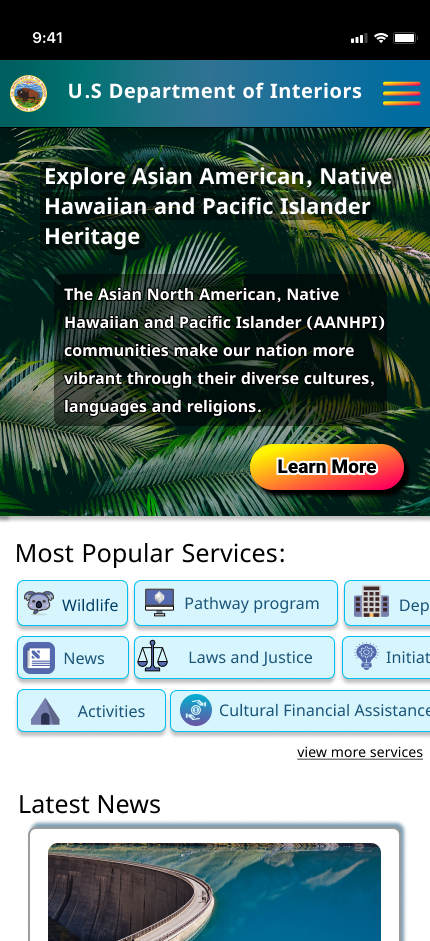 9:41
U.S Department of Interiors
Explore Asian American, Native
Hawaiian and Pacific Islander
Heritage
The Asian North American, Native
Hawaiian and Pacific Islander (AANHPI)
communities make our nation more
vibrant through their diverse cultures,
languages and religions.
Learn More
Most Popular Services:
Wildlife Pathway program Dep
News Laws and Justice Initiat
Activities Cultural Financial Assistance
view more services
Latest News